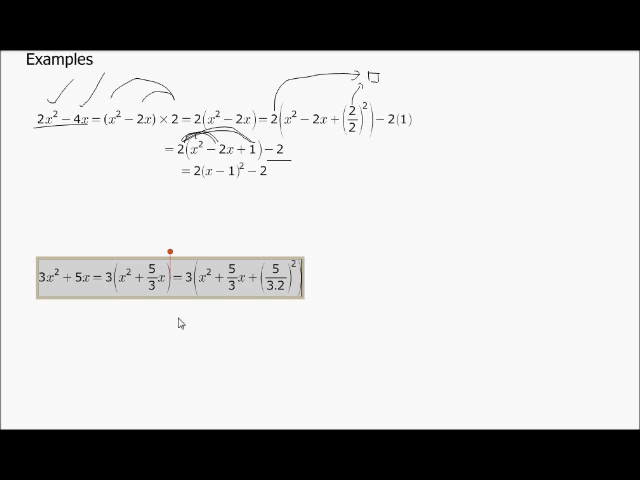 Examples
2x² − 4x = (x² − 2x) × 2 = 2(x² − 2x) = 2(x² − 2x + (2/2)²) − 2(1)
= 2(x² − 2x + 1) − 2
= 2(x − 1)² − 2
3x² + 5x = 3(x² + 5/3 x) = 3(x² + 5/3 x + (5/3.2)²)